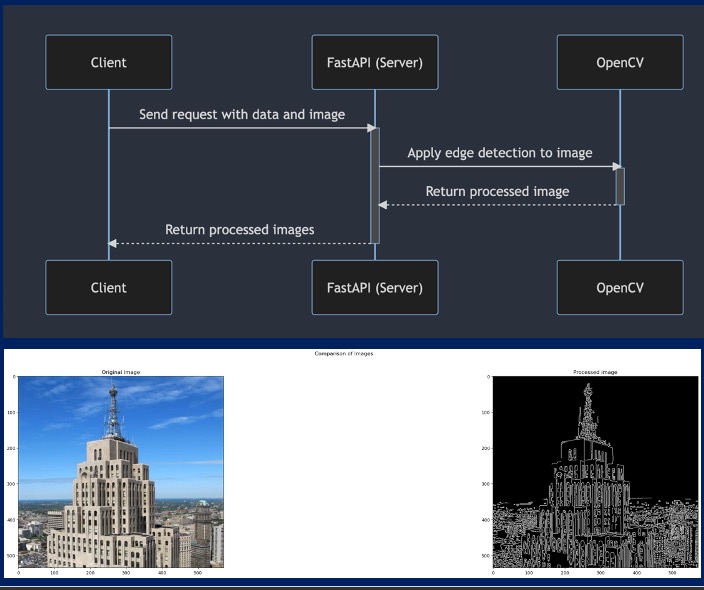 Client
FastAPI (Server)
OpenCV
Send request with data and image
Apply edge detection to image
Return processed image
Return processed images
Client
FastAPI (Server)
OpenCV
Comparison of Images
Original image
Processed image
0
100
200
300
400
500
0 100 200 300 400 500
0
100
200
300
400
500
0 100 200 300 400 500